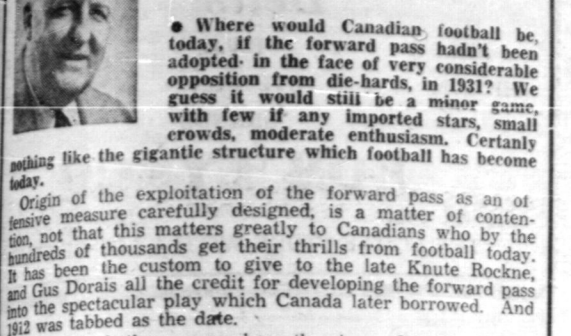 ● Where would Canadian football be,
today, if the forward pass hadn't been
adopted in the face of very considerable
opposition from die-hards, in 1931? We
guess it would still be a minor game,
with few if any imported stars, small
crowds, moderate enthusiasm. Certanly
nothing like the gigantic structure which football has become
today.
Origin of the exploitation of the forward pass as an of
fensive measure carefully designed, is a matter of conten-
tion, not that this matters greatly to Canadians who by the
hundreds of thousands get their thrills from football today.
It has been the custom to give to the late Knute Rockne,
and Gus Dorais all the credit for developing the forward pass
into the spectacular play which Canada later borrowed. And
1912 was tabbed as the date.